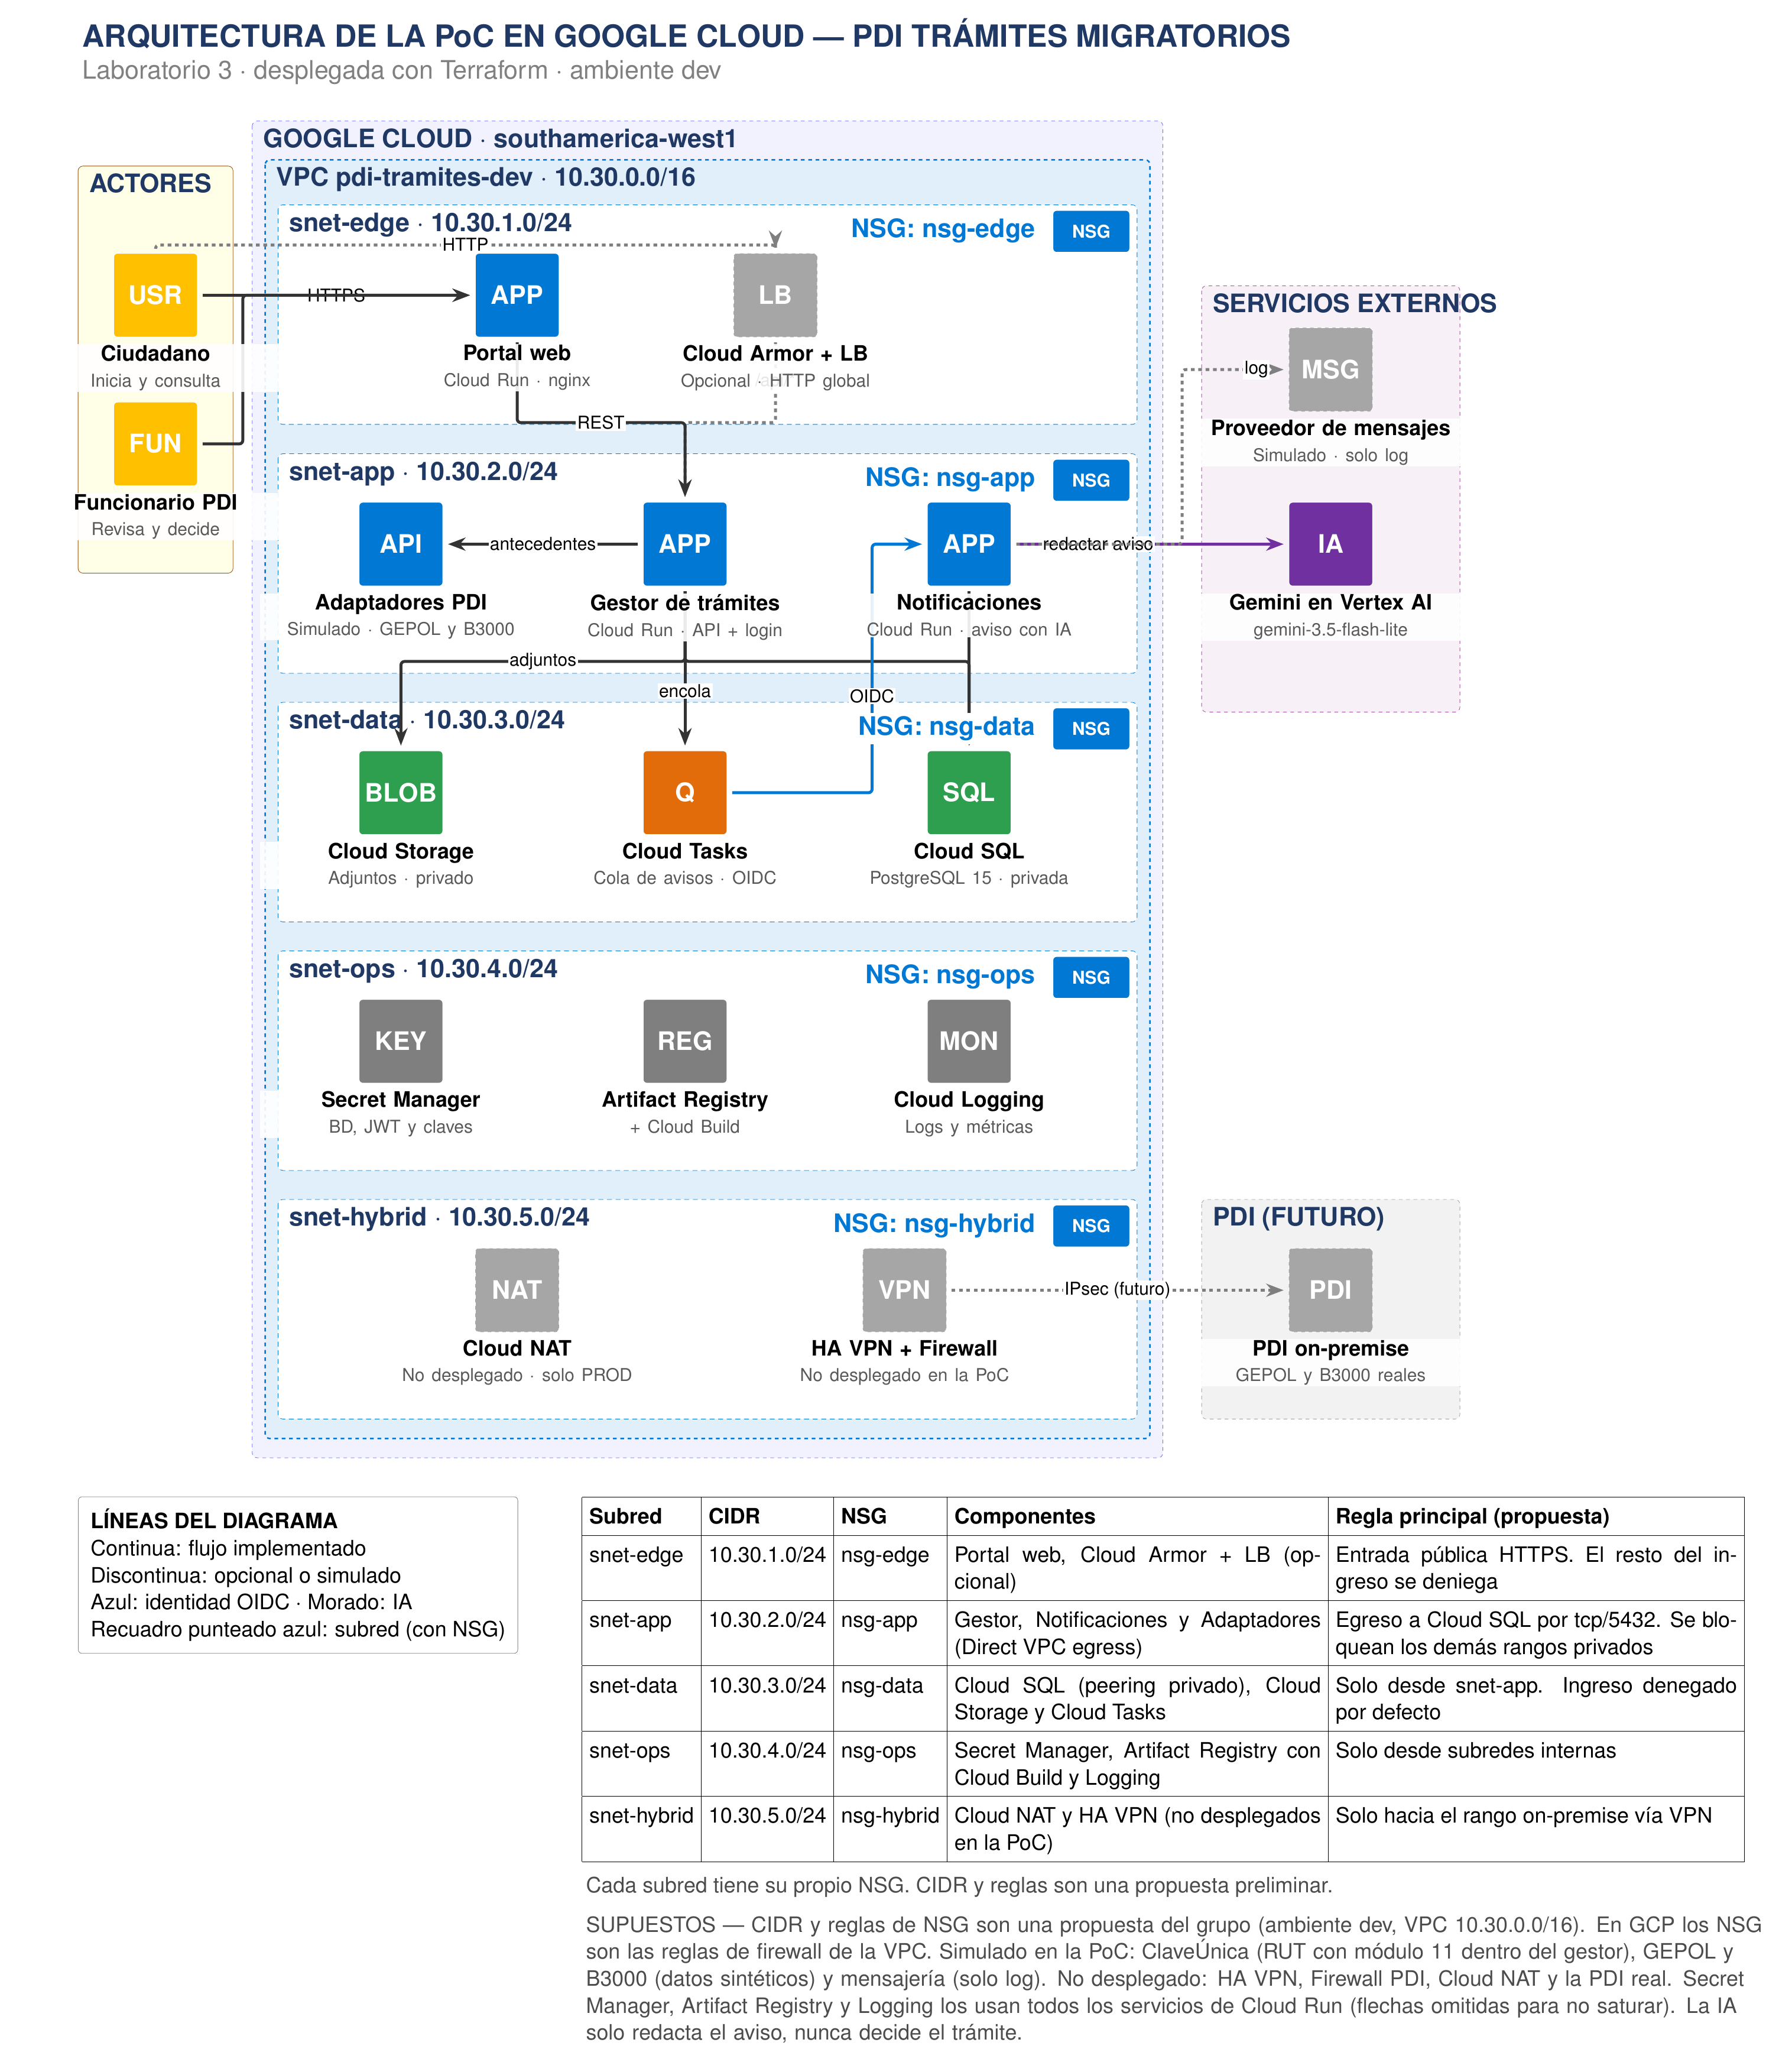 ARQUITECTURA DE LA PoC EN GOOGLE CLOUD — PDI TRÁMITES MIGRATORIOS
Laboratorio 3 · desplegada con Terraform · ambiente dev
GOOGLE CLOUD · southamerica-west1
VPC pdi-tramites-dev · 10.30.0.0/16
ACTORES
USR
Ciudadano
Inicia y consulta
FUN
Funcionario PDI
Revisa y decide
snet-edge · 10.30.1.0/24
NSG: nsg-edge
NSG
HTTP
HTTPS
APP
Portal web
Cloud Run · nginx
LB
Cloud Armor + LB
Opcional · HTTP global
REST
snet-app · 10.30.2.0/24
NSG: nsg-app
NSG
API
Adaptadores PDI
Simulado · GEPOL y B3000
antecedentes
APP
Gestor de trámites
Cloud Run · API + login
APP
Notificaciones
Cloud Run · aviso con IA
redactar aviso
log
adjuntos
encola
OIDC
SERVICIOS EXTERNOS
MSG
Proveedor de mensajes
Simulado · solo log
IA
Gemini en Vertex AI
gemini-3.5-flash-lite
snet-data · 10.30.3.0/24
NSG: nsg-data
NSG
BLOB
Cloud Storage
Adjuntos · privado
Q
Cloud Tasks
Cola de avisos · OIDC
SQL
Cloud SQL
PostgreSQL 15 · privada
snet-ops · 10.30.4.0/24
NSG: nsg-ops
NSG
KEY
Secret Manager
BD, JWT y claves
REG
Artifact Registry
+ Cloud Build
MON
Cloud Logging
Logs y métricas
snet-hybrid · 10.30.5.0/24
NSG: nsg-hybrid
NSG
NAT
Cloud NAT
No desplegado · solo PROD
VPN
HA VPN + Firewall
No desplegado en la PoC
IPsec (futuro)
PDI (FUTURO)
PDI
PDI on-premise
GEPOL y B3000 reales
LÍNEAS DEL DIAGRAMA
Continua: flujo implementado
Discontinua: opcional o simulado
Azul: identidad OIDC · Morado: IA
Recuadro punteado azul: subred (con NSG)
Subred CIDR NSG Componentes Regla principal (propuesta)
snet-edge 10.30.1.0/24 nsg-edge Portal web, Cloud Armor + LB (op- Entrada pública HTTPS. El resto del in-
cional) greso se deniega
snet-app 10.30.2.0/24 nsg-app Gestor, Notificaciones y Adaptadores Egreso a Cloud SQL por tcp/5432. Se blo-
(Direct VPC egress) quean los demás rangos privados
snet-data 10.30.3.0/24 nsg-data Cloud SQL (peering privado), Cloud Solo desde snet-app. Ingreso denegado
Storage y Cloud Tasks por defecto
snet-ops 10.30.4.0/24 nsg-ops Secret Manager, Artifact Registry con Solo desde subredes internas
Cloud Build y Logging
snet-hybrid 10.30.5.0/24 nsg-hybrid Cloud NAT y HA VPN (no desplegados Solo hacia el rango on-premise vía VPN
en la PoC)
Cada subred tiene su propio NSG. CIDR y reglas son una propuesta preliminar.
SUPUESTOS — CIDR y reglas de NSG son una propuesta del grupo (ambiente dev, VPC 10.30.0.0/16). En GCP los NSG
son las reglas de firewall de la VPC. Simulado en la PoC: ClaveÚnica (RUT con módulo 11 dentro del gestor), GEPOL y
B3000 (datos sintéticos) y mensajería (solo log). No desplegado: HA VPN, Firewall PDI, Cloud NAT y la PDI real. Secret
Manager, Artifact Registry y Logging los usan todos los servicios de Cloud Run (flechas omitidas para no saturar). La IA
solo redacta el aviso, nunca decide el trámite.